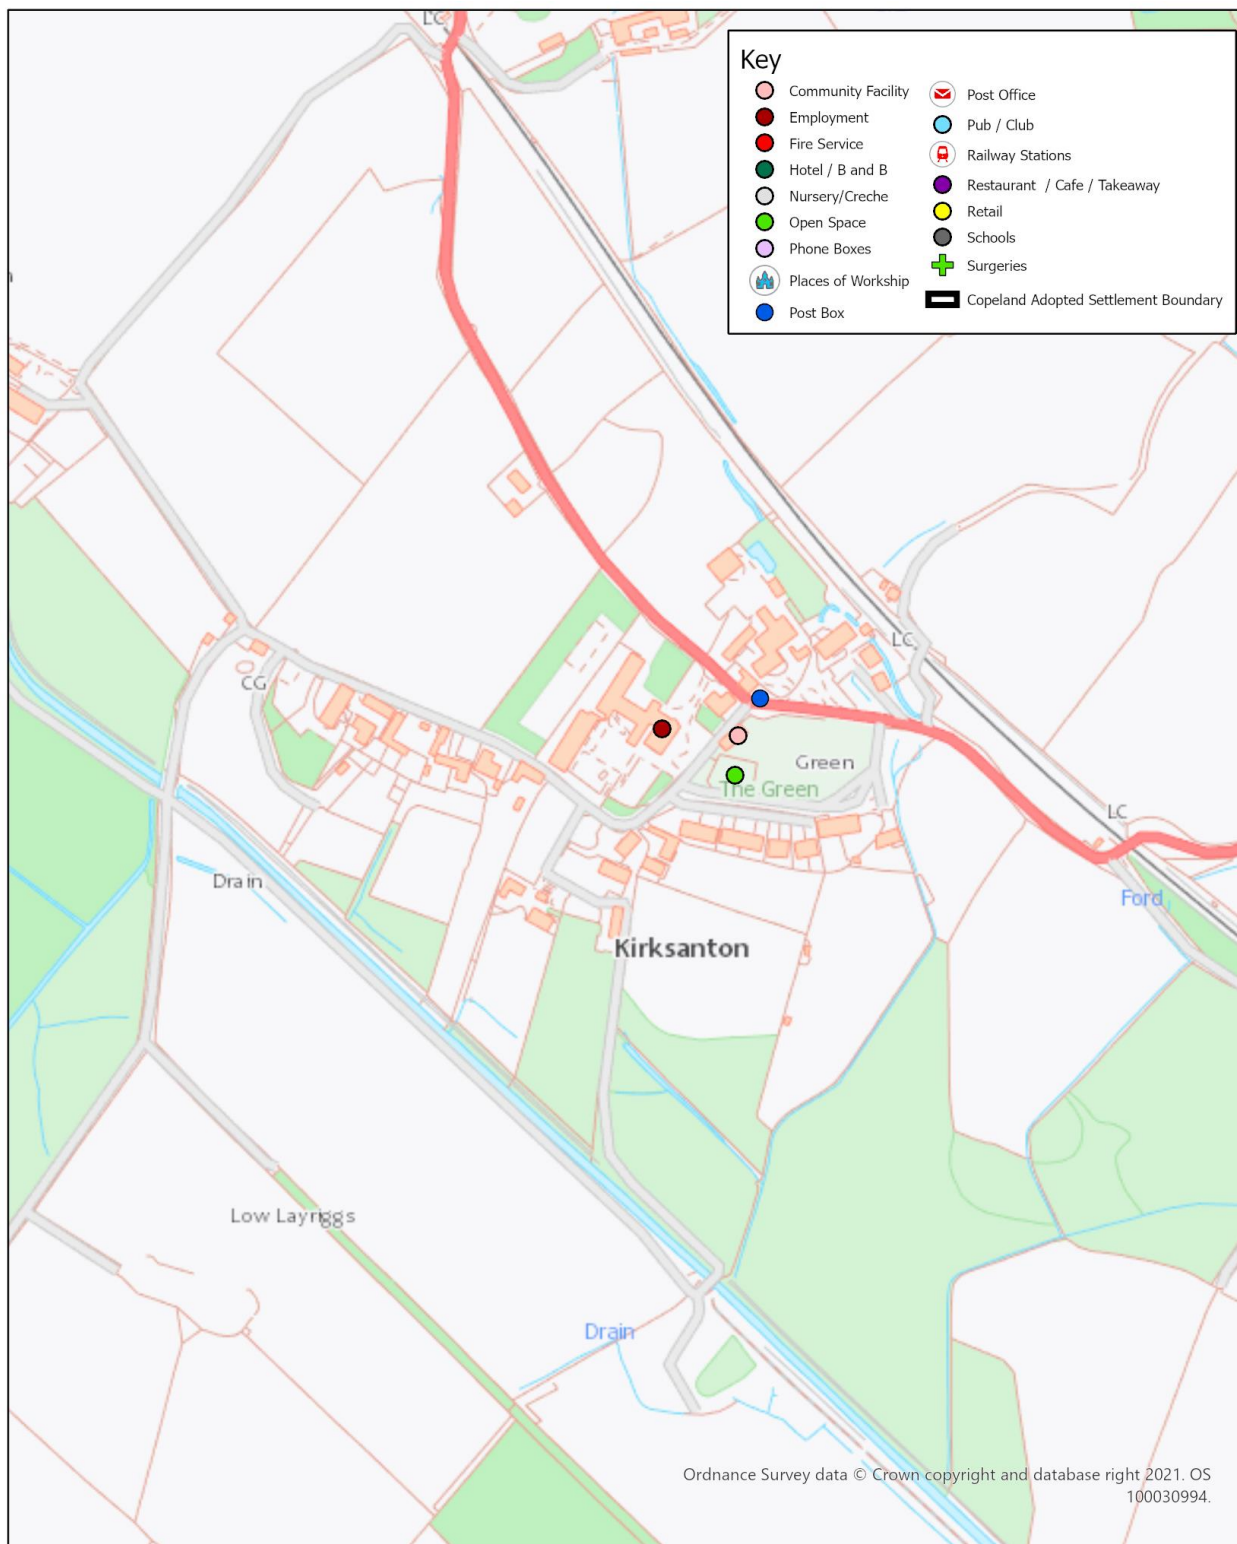 LC
Key
Community Facility
Employment
Fire Service
Hotel / B and B
Nursery/Creche
Open Space
Phone Boxes
Places of Workship
Post Box
Post Office
Pub / Club
Railway Stations
Restaurant / Cafe / Takeaway
Retail
Schools
Surgeries
Copeland Adopted Settlement Boundary
LC
CG
Green
The Green
LC
Drain
Ford
Kirksanton
Low Layriggs
Drain
Ordnance Survey data © Crown copyright and database right 2021. OS
100030994.